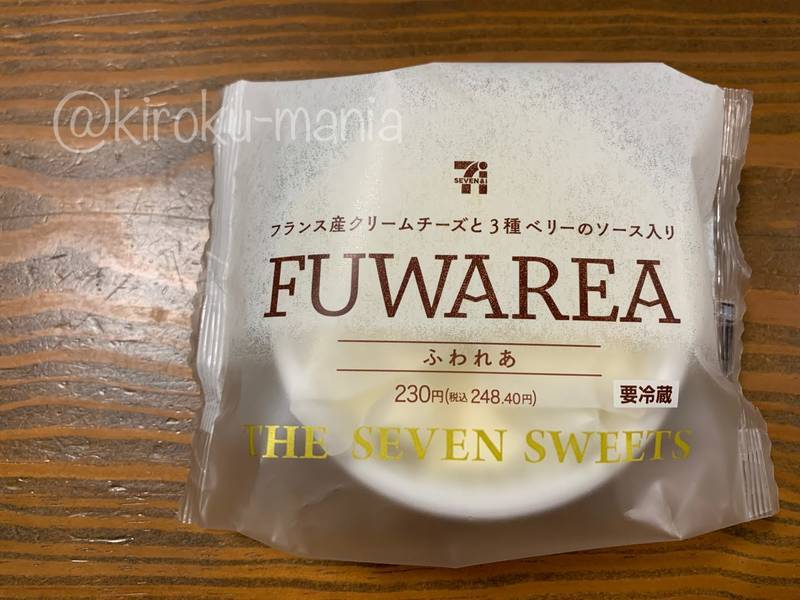 @kiroku-mania
7i
SEVEN&i
フランス産クリームチーズと3種ベリーのソース入り
FUWAREA
ふわれあ
230円(税込 248.40円)
要冷蔵
THE SEVEN SWEETS